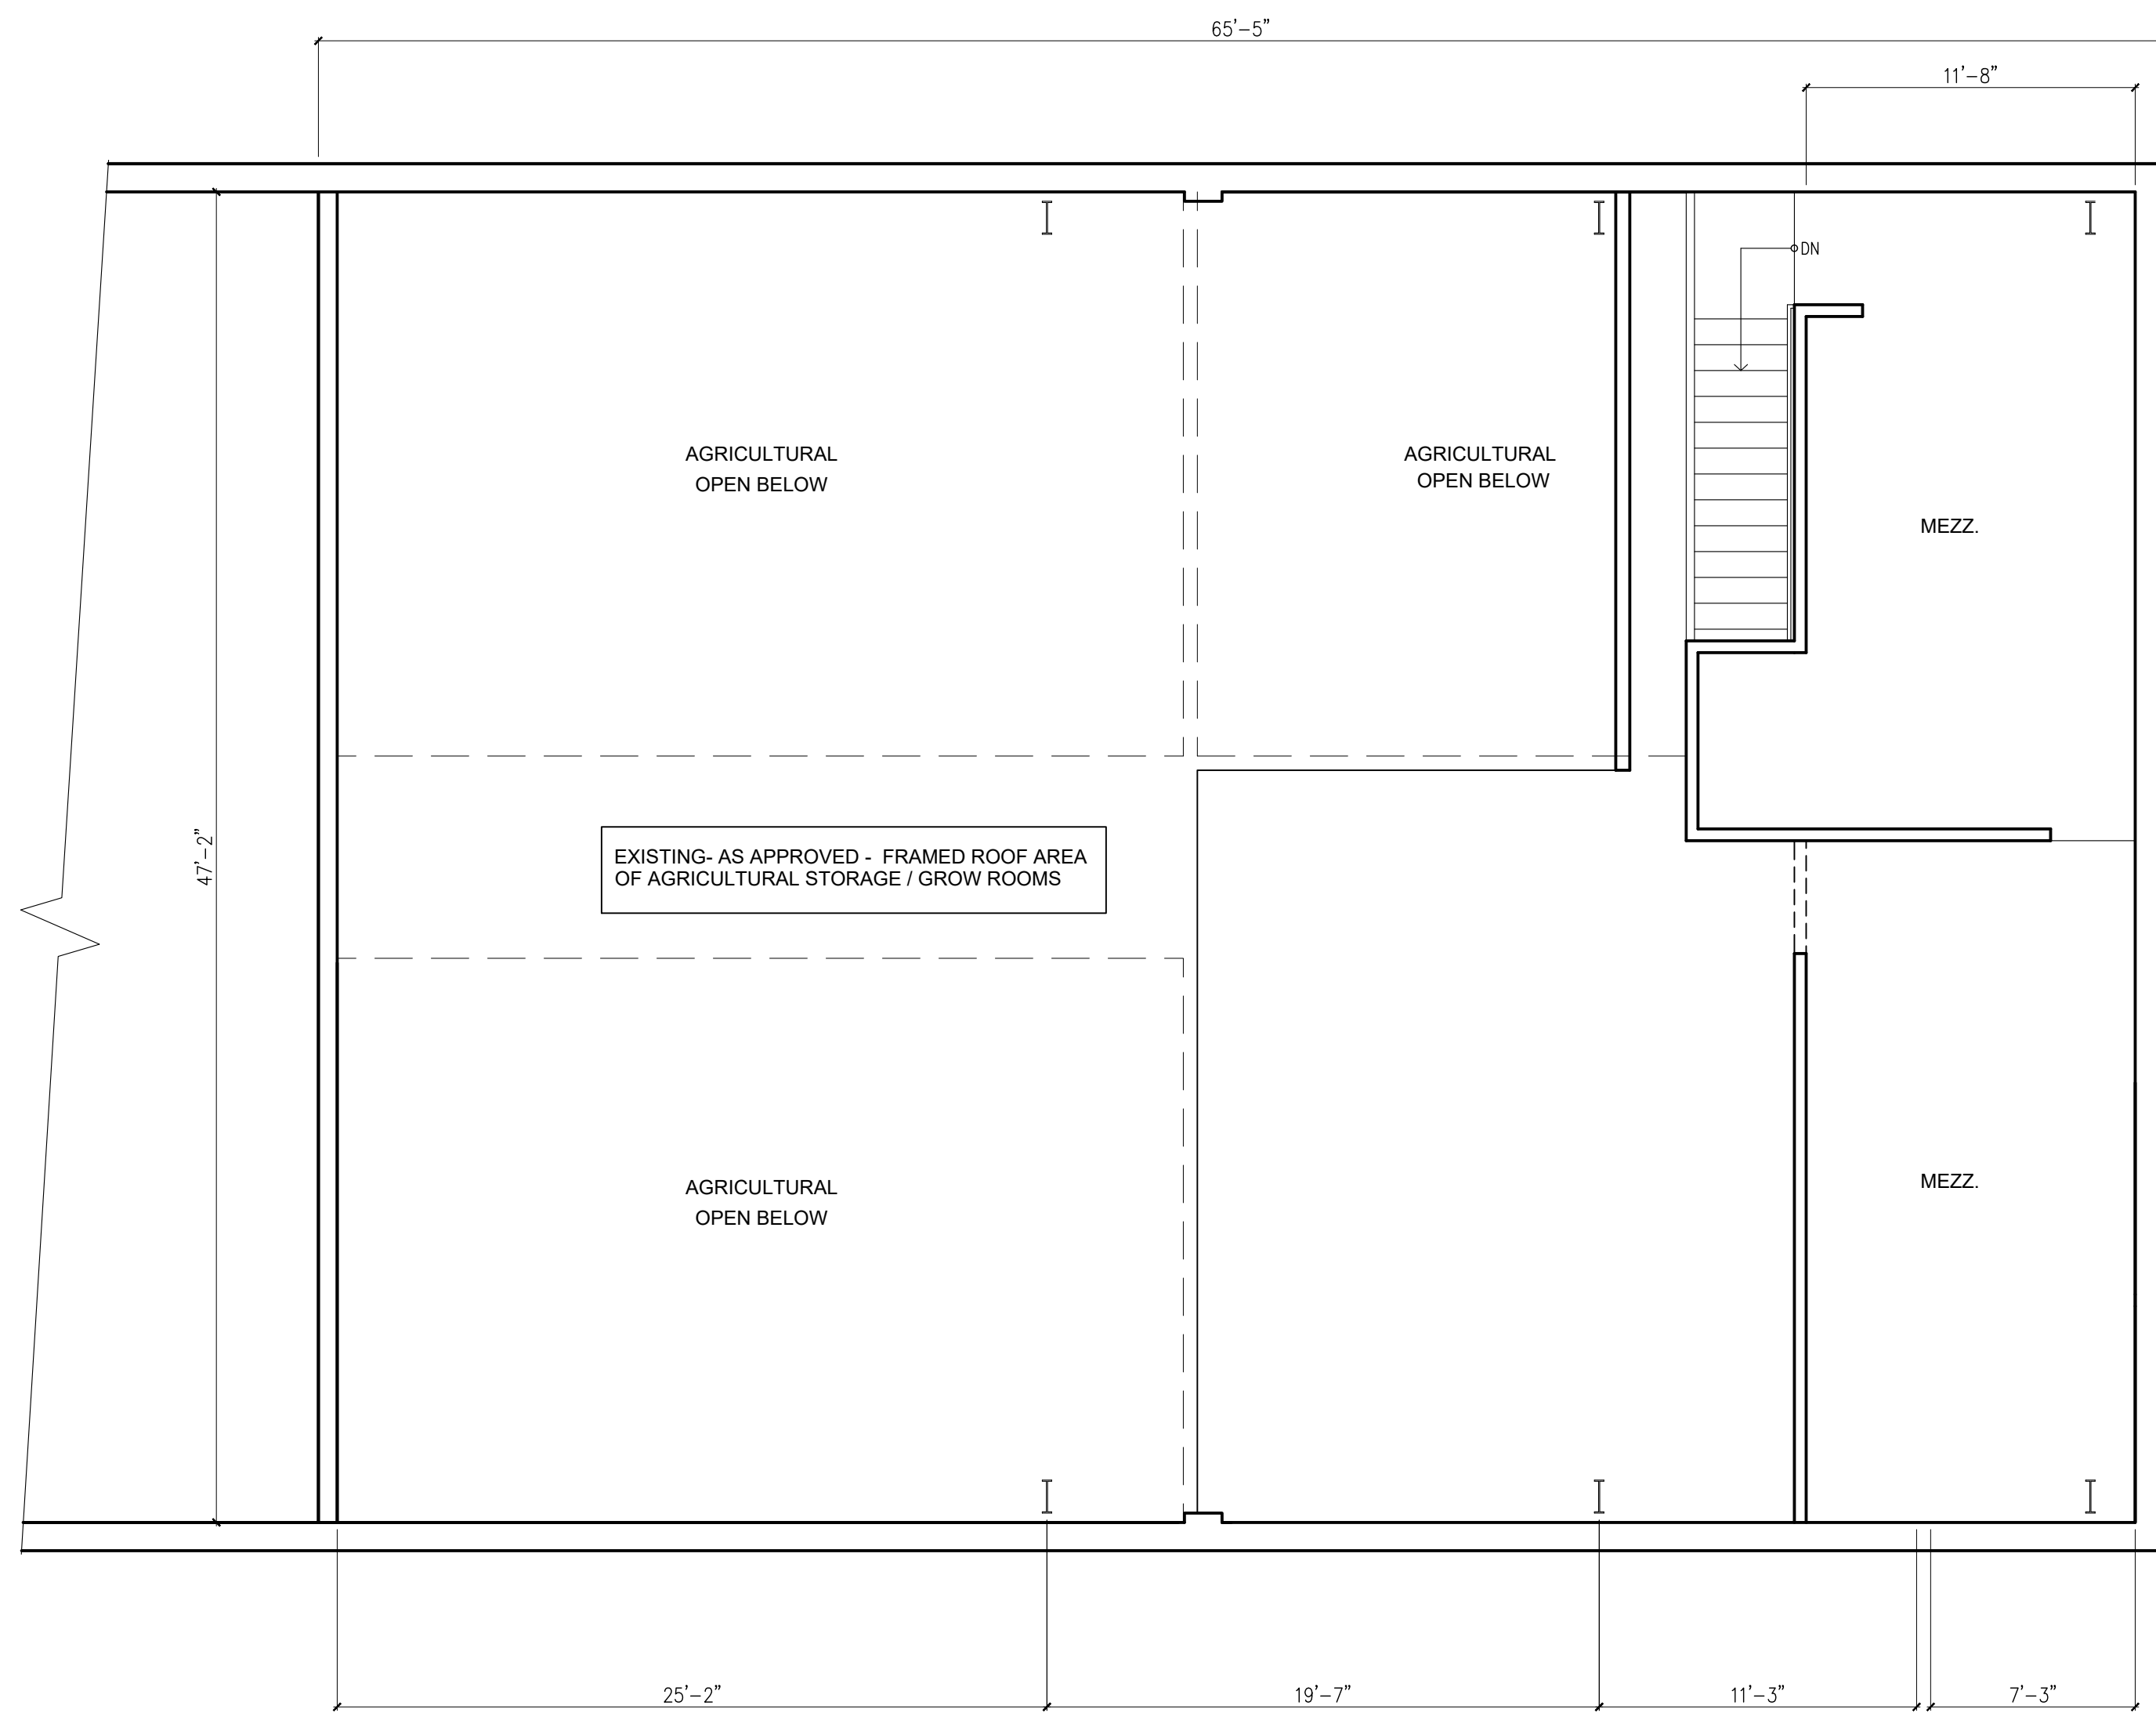 65'-5"
11'-8"
DN
AGRICULTURAL
OPEN BELOW
AGRICULTURAL
OPEN BELOW
MEZZ.
47'-2"
EXISTING- AS APPROVED - FRAMED ROOF AREA
OF AGRICULTURAL STORAGE / GROW ROOMS
AGRICULTURAL
OPEN BELOW
MEZZ.
25'-2"
19'-7"
11'-3"
7'-3"